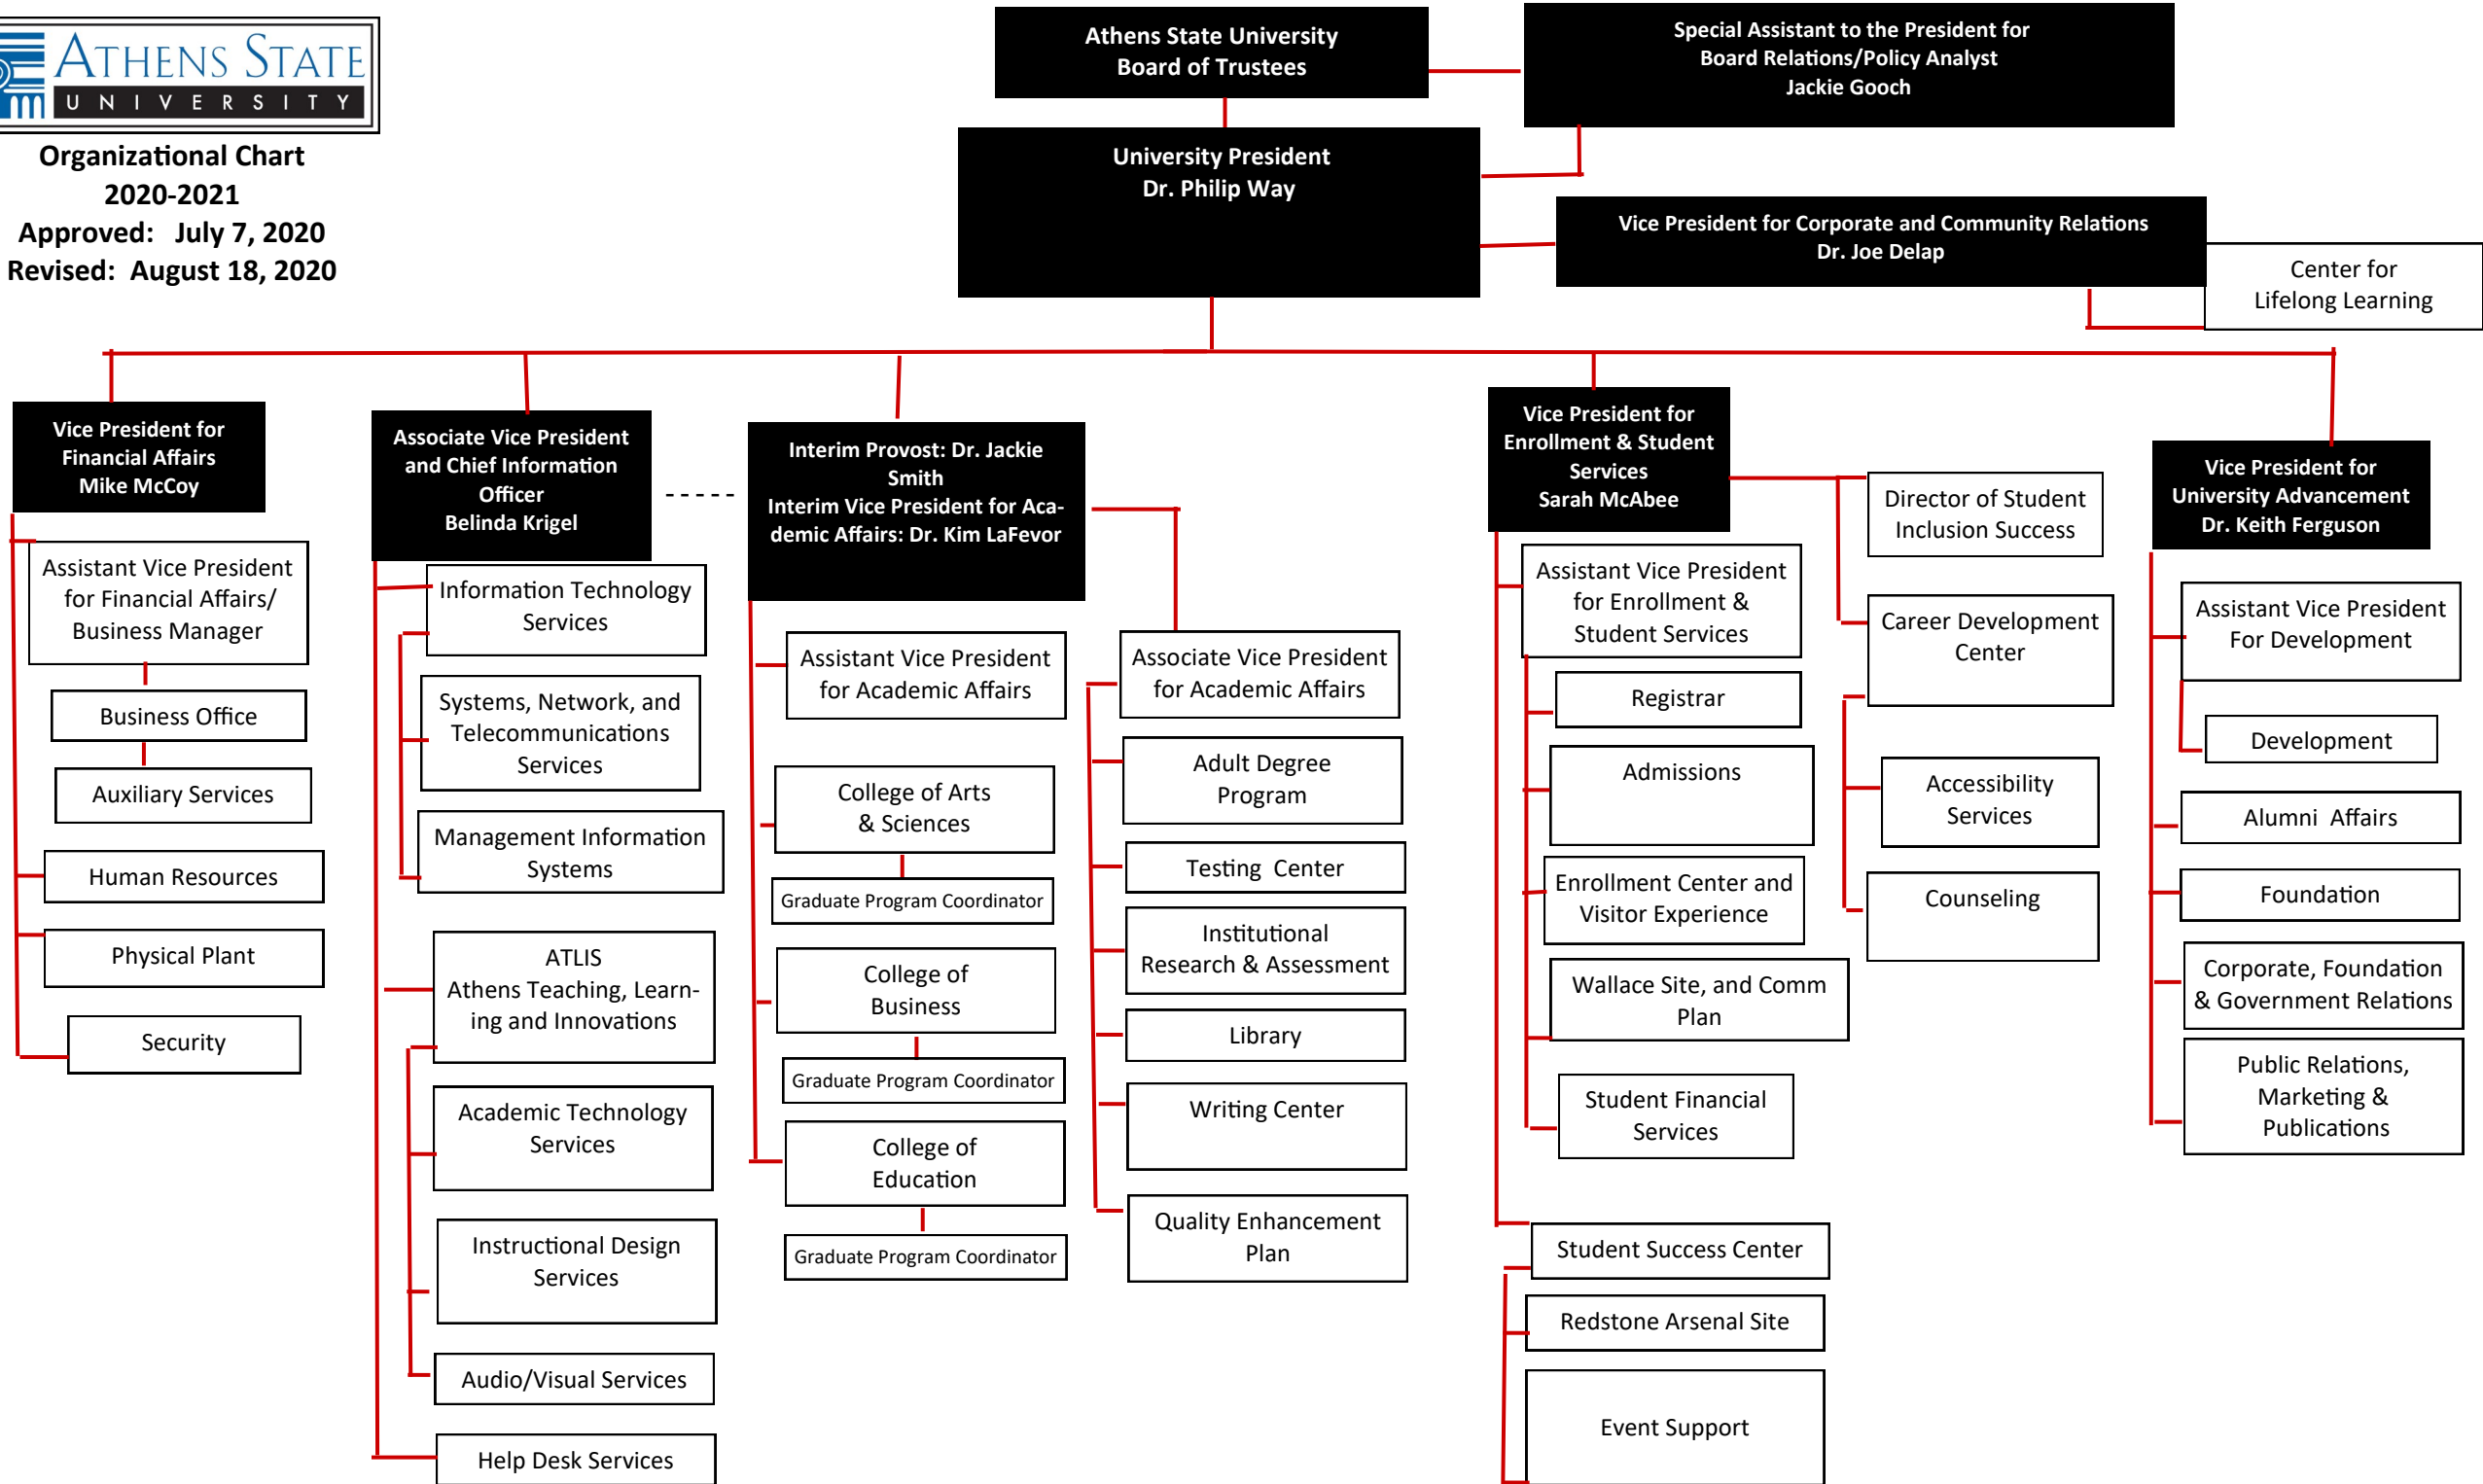 ATHENS STATE
UNIVERSITY
Organizational Chart
2020-2021
Approved: July 7, 2020
Revised: August 18, 2020
Athens State University
Board of Trustees
Special Assistant to the President for
Board Relations/Policy Analyst
Jackie Gooch
University President
Dr. Philip Way
Vice President for Corporate and Community Relations
Dr. Joe Delap
Center for
Lifelong Learning
Vice President for
Financial Affairs
Mike McCoy
Assistant Vice President
for Financial Affairs/
Business Manager
Business Office
Auxiliary Services
Human Resources
Physical Plant
Security
Associate Vice President
and Chief Information
Officer
Belinda Krigel
Information Technology
Services
Systems, Network, and
Telecommunications
Services
Management Information
Systems
ATLIS
Athens Teaching, Learn-
ing and Innovations
Academic Technology
Services
Instructional Design
Services
Audio/Visual Services
Help Desk Services
Interim Provost: Dr. Jackie
Smith
Interim Vice President for Aca-
demic Affairs: Dr. Kim LaFevor
Assistant Vice President
for Academic Affairs
College of Arts
& Sciences
Graduate Program Coordinator
College of
Business
Graduate Program Coordinator
College of
Education
Graduate Program Coordinator
Associate Vice President
for Academic Affairs
Adult Degree
Program
Testing Center
Institutional
Research & Assessment
Library
Writing Center
Quality Enhancement
Plan
Vice President for
Enrollment & Student
Services
Sarah McAbee
Assistant Vice President
for Enrollment &
Student Services
Registrar
Admissions
Enrollment Center and
Visitor Experience
Wallace Site, and Comm
Plan
Student Financial
Services
Student Success Center
Redstone Arsenal Site
Event Support
Director of Student
Inclusion Success
Career Development
Center
Accessibility
Services
Counseling
Vice President for
University Advancement
Dr. Keith Ferguson
Assistant Vice President
For Development
Development
Alumni Affairs
Foundation
Corporate, Foundation
& Government Relations
Public Relations,
Marketing &
Publications